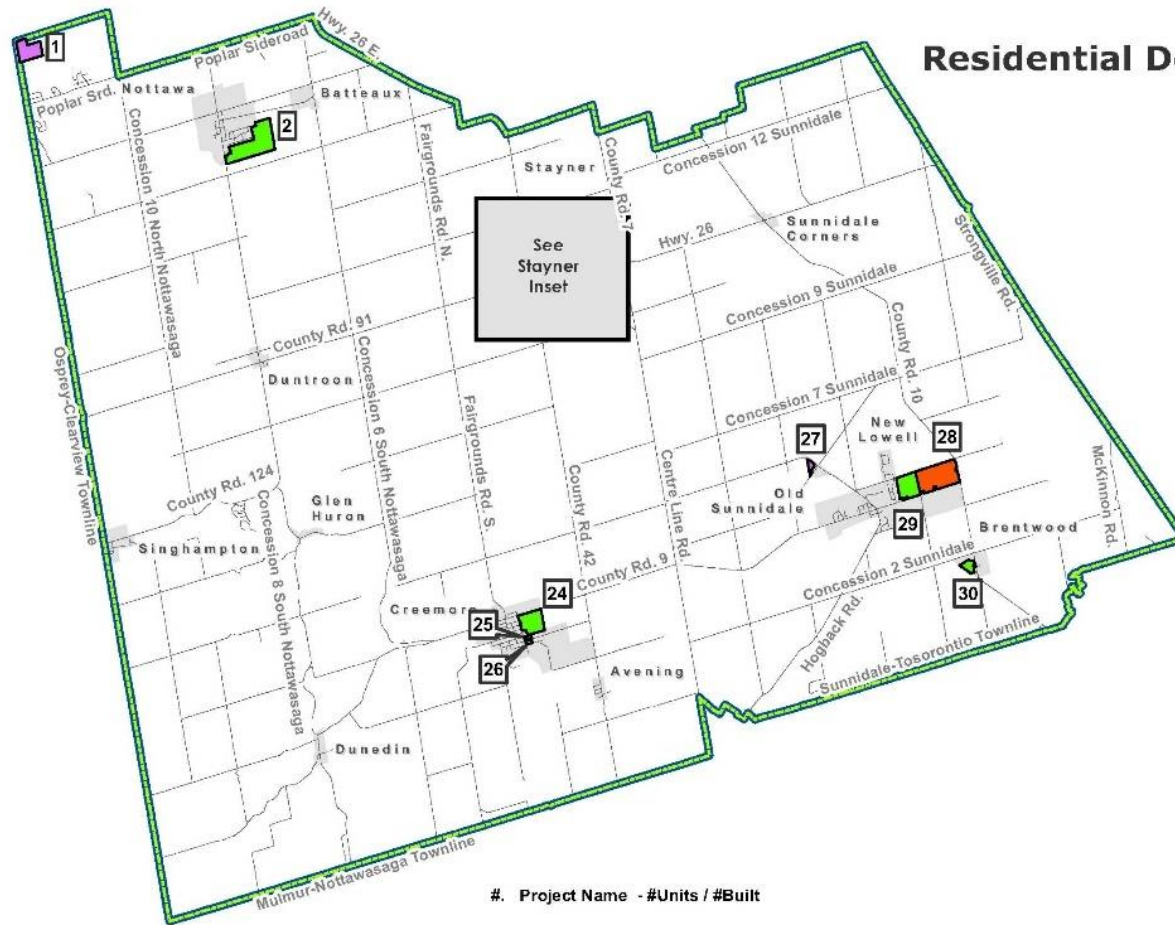 Residential D
1
Hwy. 26 E
Poplar Sideroad
Poplar Srd.
Nottawa
Batteaux
2
Concession 10 North Nottawasaga
Fairgrounds Rd. N.
Stayner
County Rd. 7
Concession 12 Sunnidale
See
Stayner
Inset
Hwy. 26
Sunnidale
Corners
Strongville Rd.
Concession 9 Sunnidale
County Rd. 91
Duntroon
Osprey-Clearview Townline
Concession 6 South Nottawasaga
Fairgrounds Rd. S.
County Rd. 10
Concession 7 Sunnidale
New
Lowell
27
28
County Rd. 124
Concession 8 South Nottawasaga
Glen
Huron
County Rd. 42
Centre Line Rd.
Old
Sunnidale
29
McKinnon Rd.
Singhampton
Brentwood
County Rd. 9
Concession 2 Sunnidale
30
24
Creemore
25
26
Hogback Rd.
Avening
Sunnidale-Tosorontio Townline
Dunedin
Mulmur-Nottawasaga Townline
#. Project Name - #Units / #Built